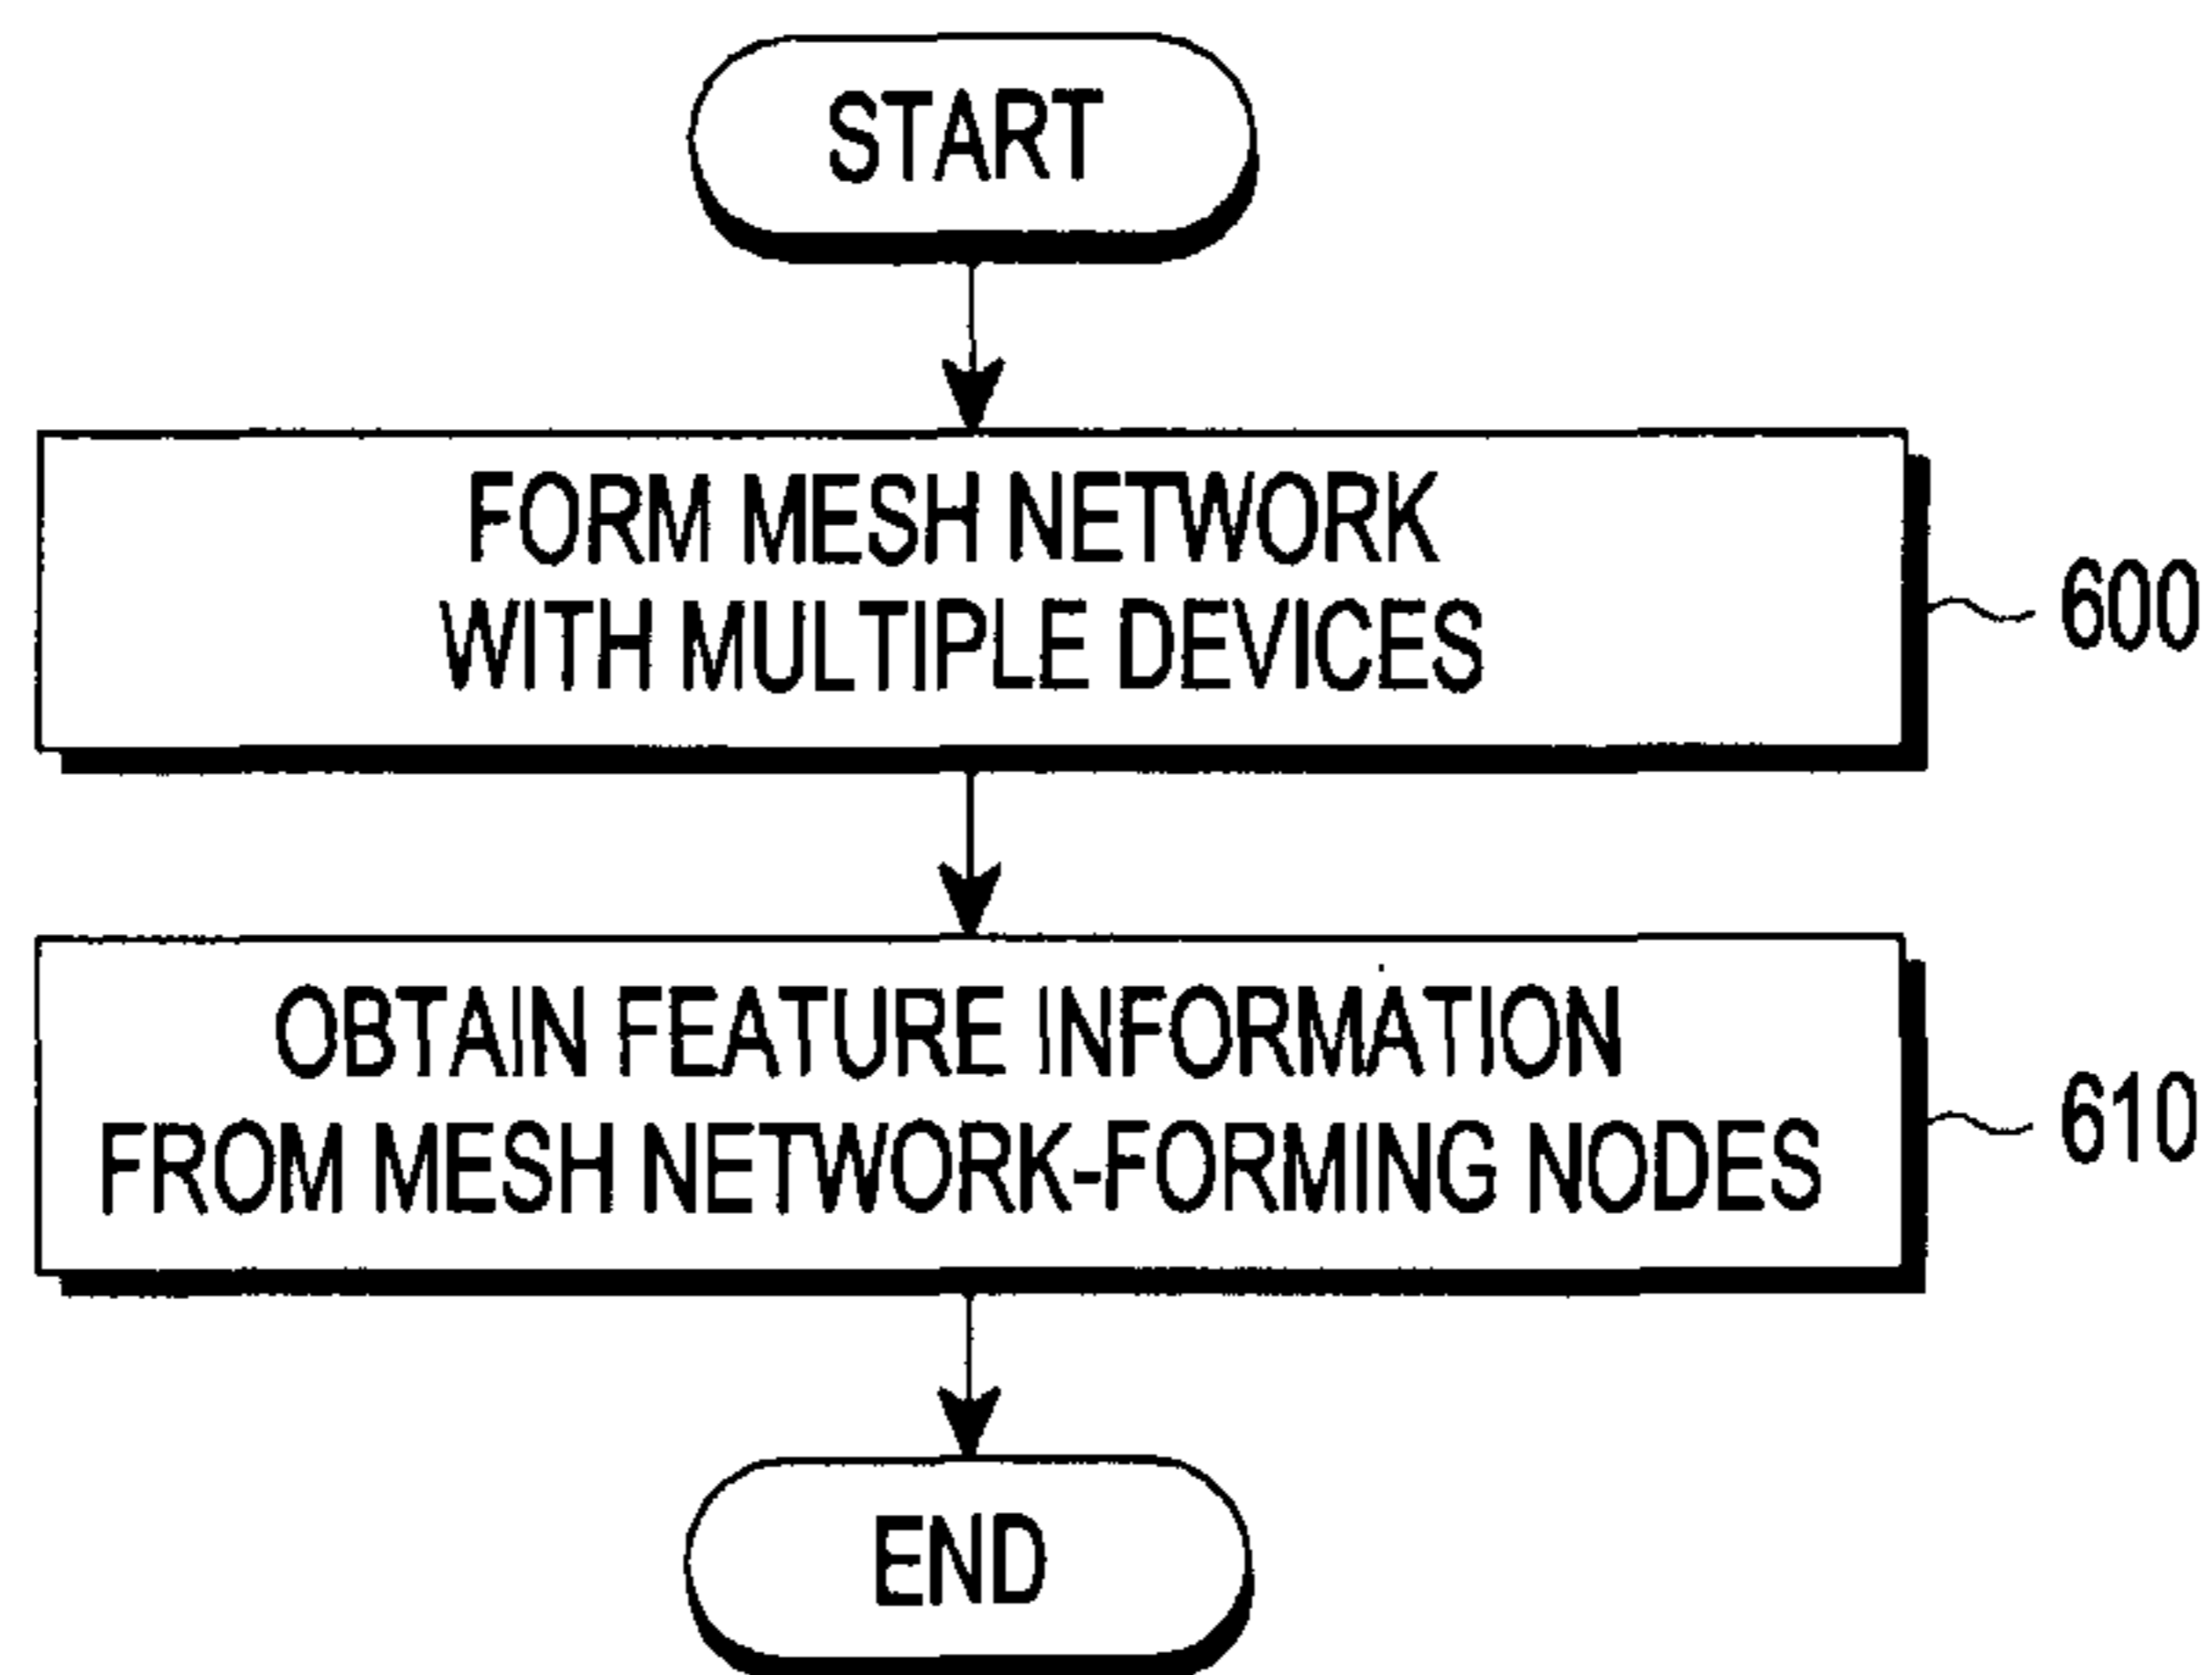 START
FORM MESH NETWORK
WITH MULTIPLE DEVICES
600
OBTAIN FEATURE INFORMATION
FROM MESH NETWORK-FORMING NODES
610
END